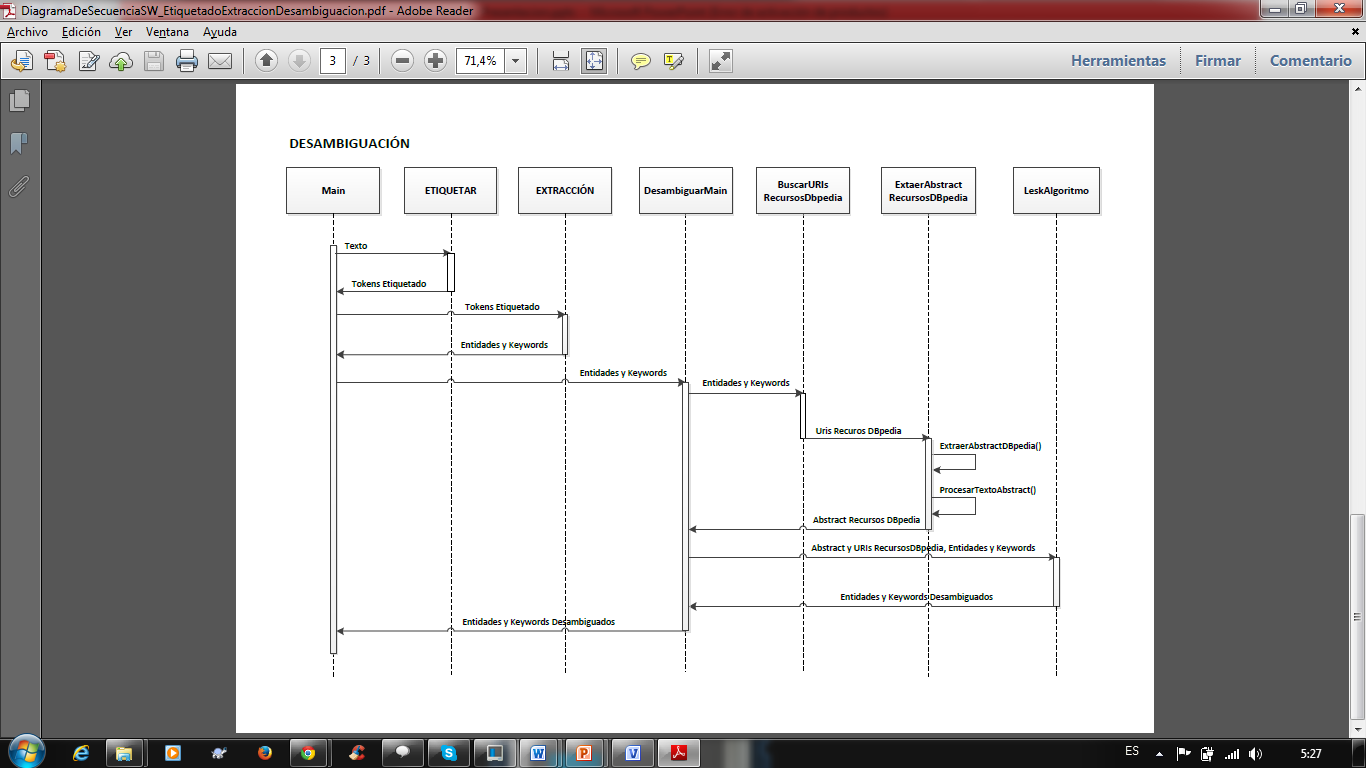 DiagramaDeSecuenciaSW_EtiquetadoExtraccionDesambiguacion.pdf - Adobe Reader
Archivo Edición Ver Ventana Ayuda
3 / 3 71,4% Herramientas Firmar Comentario
DESAMBIGUACIÓN
Main
ETIQUETAR
EXTRACCIÓN
DesambiguarMain
BuscarURIs
RecursosDbpedia
ExtaerAbstract
RecursosDBpedia
LeskAlgoritmo
Texto
Tokens Etiquetado
Tokens Etiquetado
Entidades y Keywords
Entidades y Keywords
Entidades y Keywords
Uris Recuros DBpedia
ExtraerAbstractDBpedia()
ProcesarTextoAbstract()
Abstract Recursos DBpedia
Abstract y URIs RecursosDBpedia, Entidades y Keywords
Entidades y Keywords Desambiguados
Entidades y Keywords Desambiguados
ES 5:27